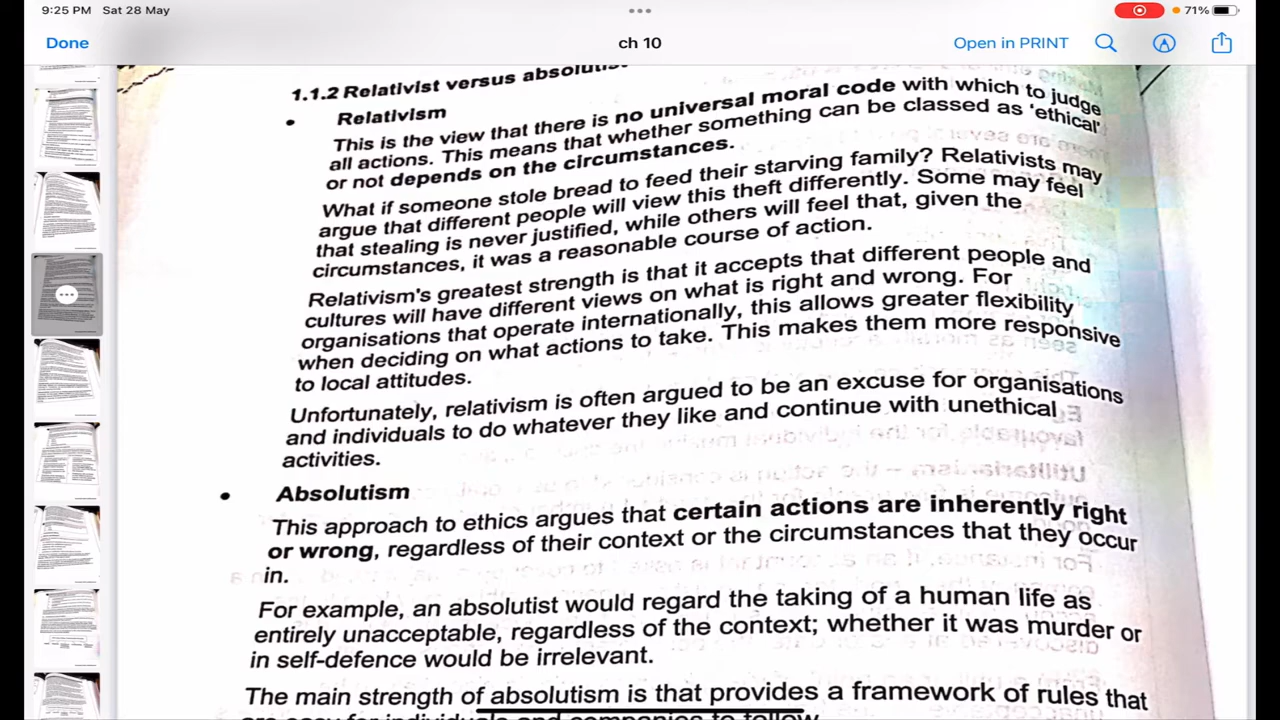 9:25 PM Sat 28 May
71%
Done
ch 10
Open in PRINT
1.1.2 Relativist versus
• Relativism
This is the view that there is no universal moral code with which to judge
all actions. This means that whether something can be classed as 'ethical'
or not depends on the circumstances.
What if someone stole bread to feed their starving family? Relativists may
argue that different people will view this theft differently. Some may feel
that stealing is never justified, while others will feel that, given the
circumstances, it was a reasonable course of action.
Relativism's greatest strength is that it accepts that different people and
cultures will have different views on what is right and wrong. For
organisations that operate internationally, this allows greater flexibility
when deciding on what actions to take. This makes them more responsive
to local attitudes.
Unfortunately, relativism is often argued to be an excuse for organisations
and individuals to do whatever they like and continue with unethical
activities.
• Absolutism
This approach to ethics argues that certain actions are inherently right
or wrong, regardless of their context or the circumstances that they occur
in.
For example, an absolutist would regard the taking of a human life as
entirely unacceptable, regardless of the context; whether it was murder or
in self-defence would be irrelevant.
The main strength of absolutism is that provides a framework of rules that
are easy for individuals and companies to follow